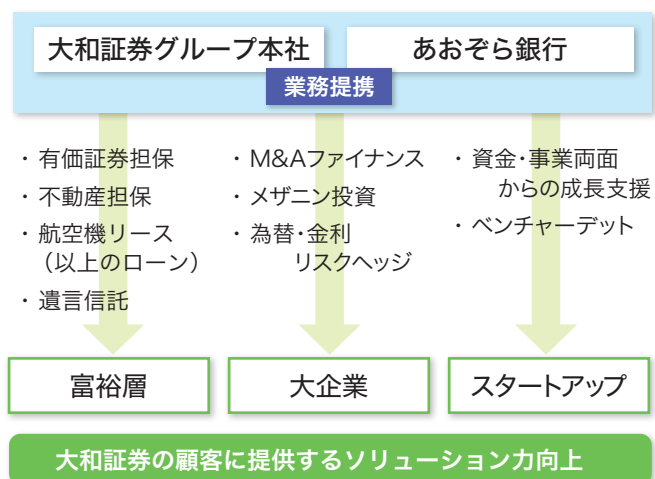 大和証券グループ本社
あおぞら銀行
業務提携
・有価証券担保
・不動産担保
・航空機リース
（以上のローン）
・遺言信託
・M&Aファイナンス
・メザニン投資
・為替・金利
リスクヘッジ
・資金・事業両面
からの成長支援
・ベンチャーデット
富裕層
大企業
スタートアップ
大和証券の顧客に提供するソリューション力向上